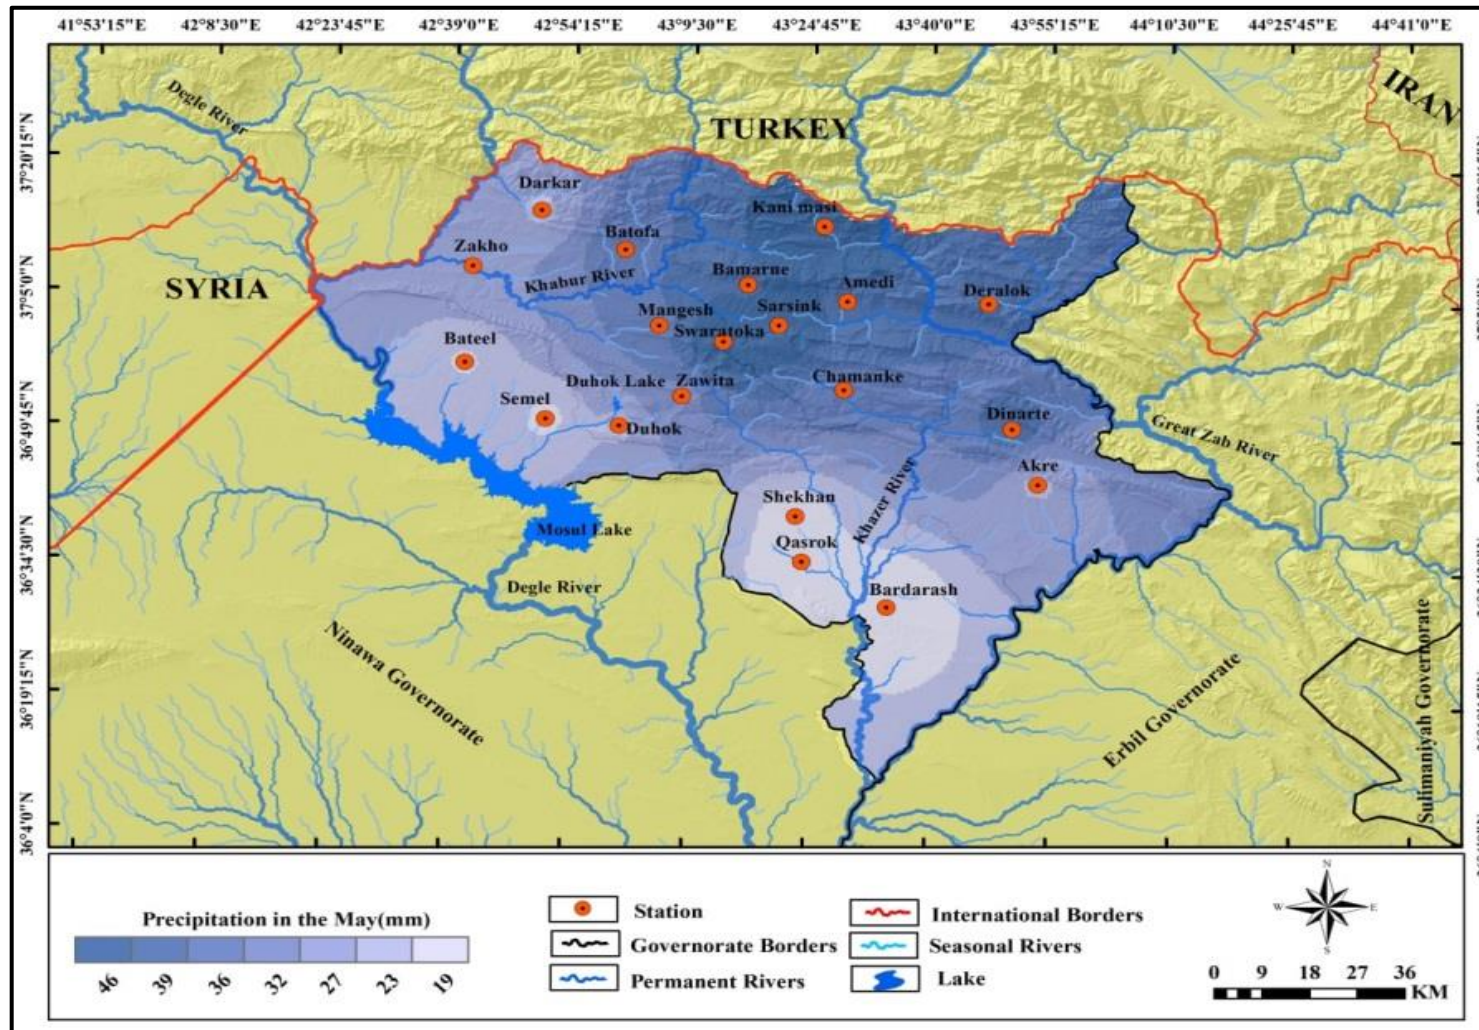 41°53'15"E 42°8'30"E 42°23'45"E 42°39'0"E 42°54'15"E 43°9'30"E 43°24'45"E 43°40'0"E 43°55'15"E 44°10'30"E 44°25'45"E 44°41'0"E
37°20'15"N
37°5'0"N
36°49'45"N
36°34'30"N
36°19'15"N
36°4'0"N
Degle River
TURKEY
IRAN
Darkar
Kani masi
Batofa
Zakho
Khabur River
Bamarne
Amedi
Deralok
SYRIA
Mangesh
Sarsink
Swaratoka
Bateel
Duhok Lake
Zawita
Chamanke
Semel
Duhok
Dinarte
Great Zab River
Akre
Khazer River
Shekhan
Mosul Lake
Qasrok
Degle River
Bardarash
Ninawa Governorate
Erbil Governorate
Sulimaniyah Governorate
Precipitation in the May(mm)
46 39 36 32 27 23 19
Station
Governorate Borders
Permanent Rivers
International Borders
Seasonal Rivers
Lake
N
W E
S
0 9 18 27 36
KM